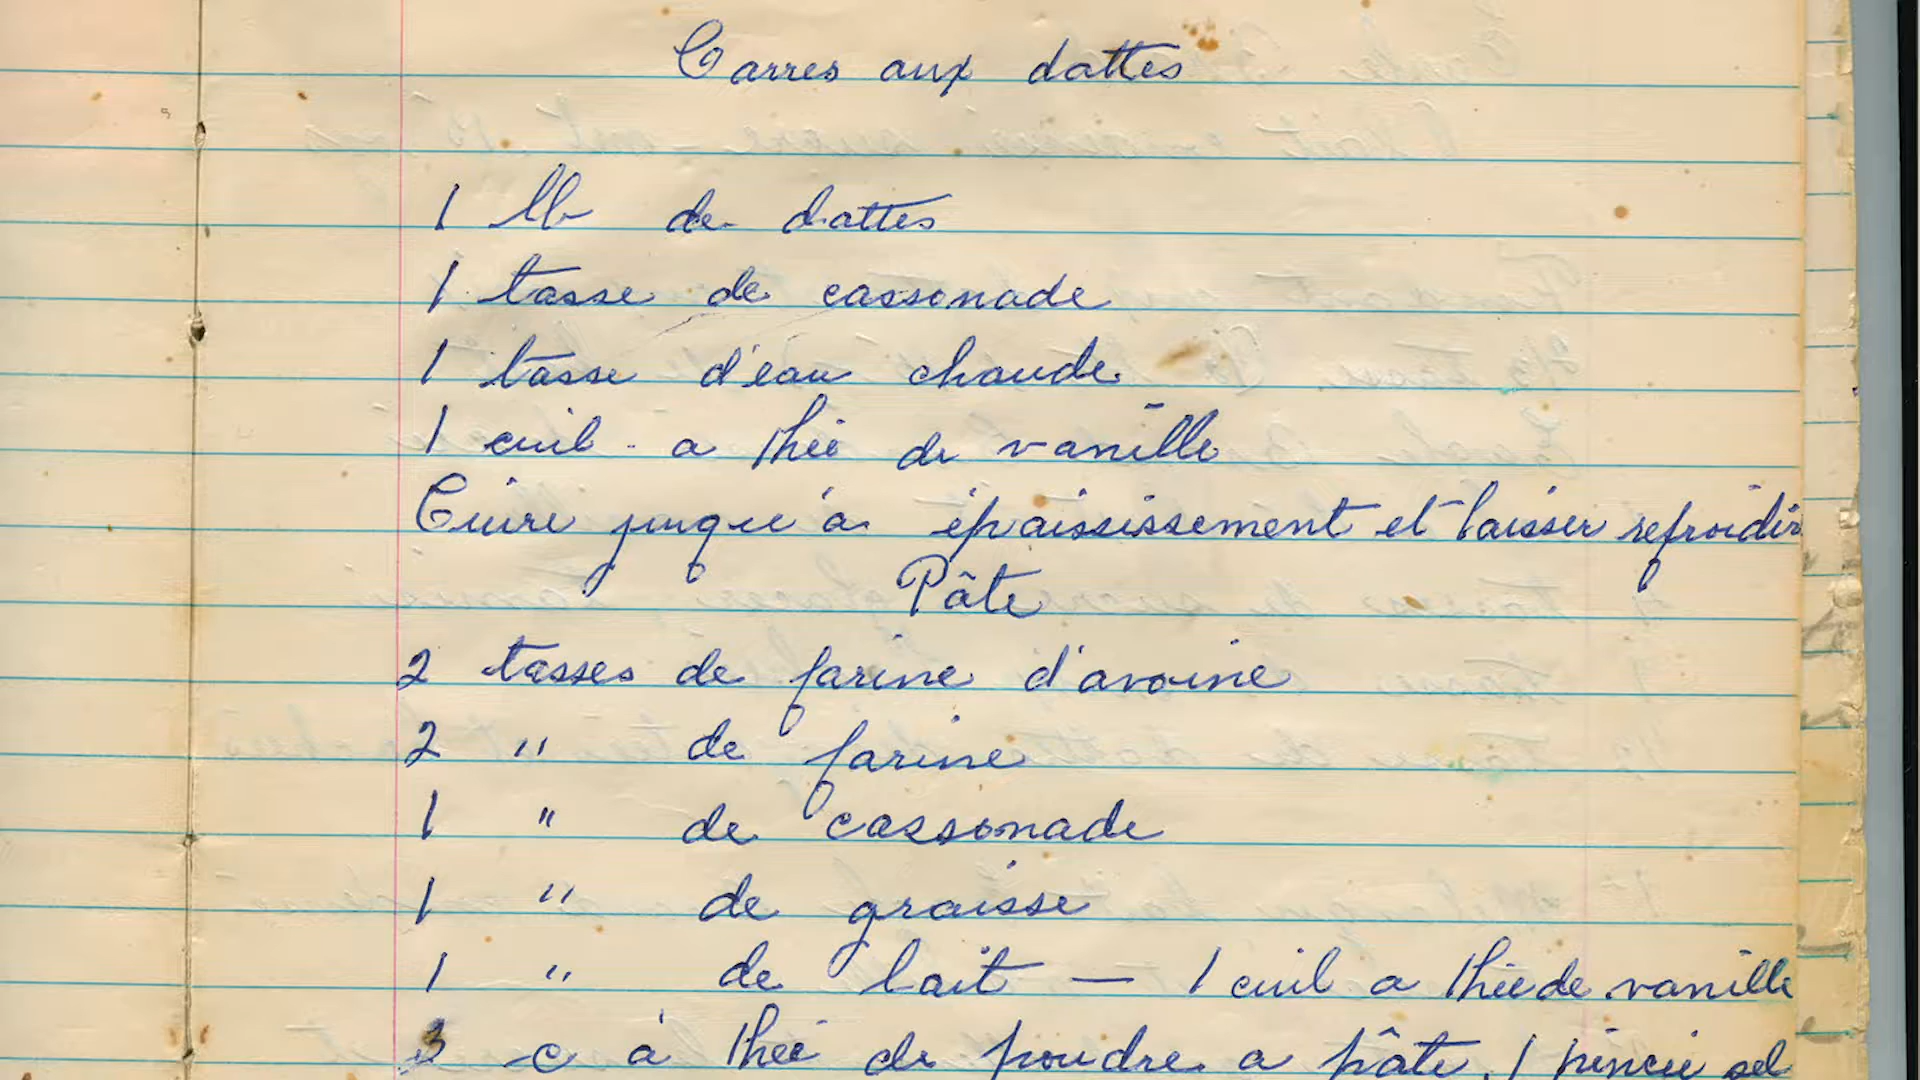 Carres aux dattes
1 lb de dattes
1 tasse de cassonade
1 tasse d'eau chaude
1 cuil. a thée de vanille
Cuire jusqu'à épaississement et laisser refroidir
Pâte
2 tasses de farine d'avoine
2 " de farine
1 " de cassonade
1 " de graisse
1 " de lait — 1 cuil a thée de vanille
3 c à thée de poudre a pâte, 1 pincée sel